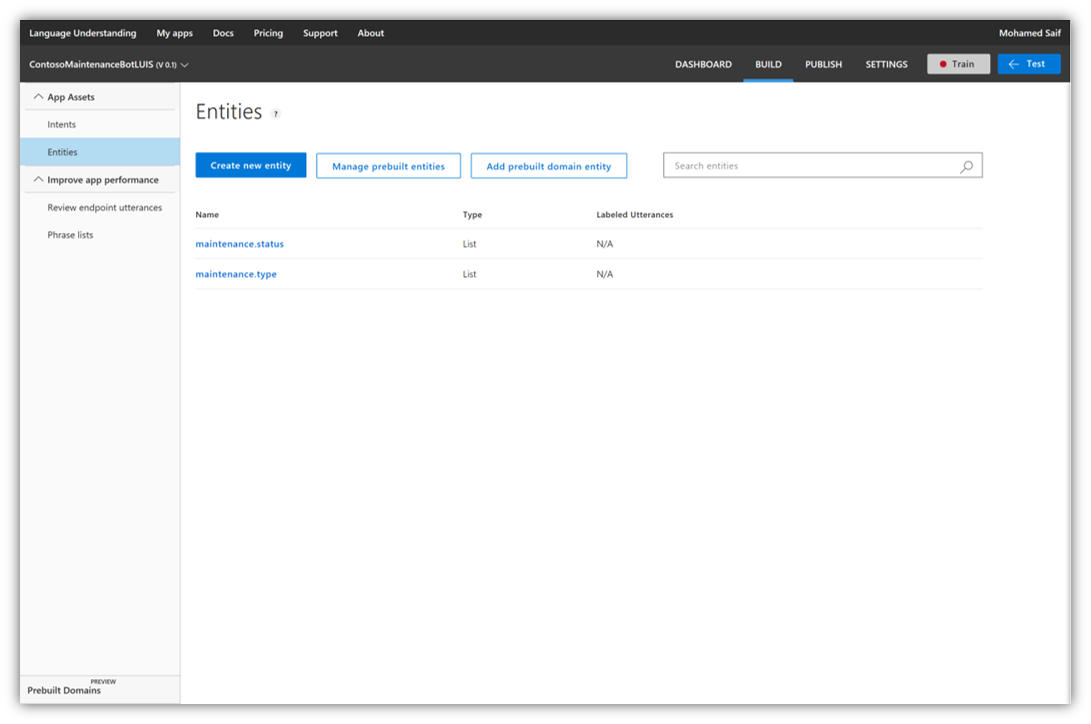 Language Understanding My apps Docs Pricing Support About Mohamed Saif
ContosoMaintenanceBotLUIS (V 0.1) DASHBOARD BUILD PUBLISH SETTINGS Train Test
App Assets
Intents
Entities
Improve app performance
Review endpoint utterances
Phrase lists
PREVIEW
Prebuilt Domains
Entities ?
Create new entity Manage prebuilt entities Add prebuilt domain entity Search entities
Name Type Labeled Utterances
maintenance.status List N/A
maintenance.type List N/A